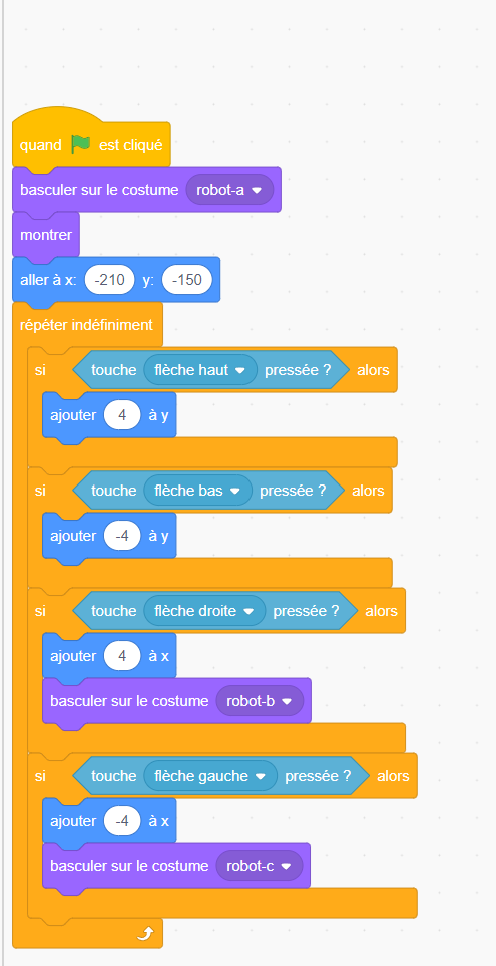 quand est cliqué
basculer sur le costume robot-a
montrer
aller à x: -210 y: -150
répéter indéfiniment
si touche flèche haut pressée ? alors
ajouter 4 à y
si touche flèche bas pressée ? alors
ajouter -4 à y
si touche flèche droite pressée ? alors
ajouter 4 à x
basculer sur le costume robot-b
si touche flèche gauche pressée ? alors
ajouter -4 à x
basculer sur le costume robot-c